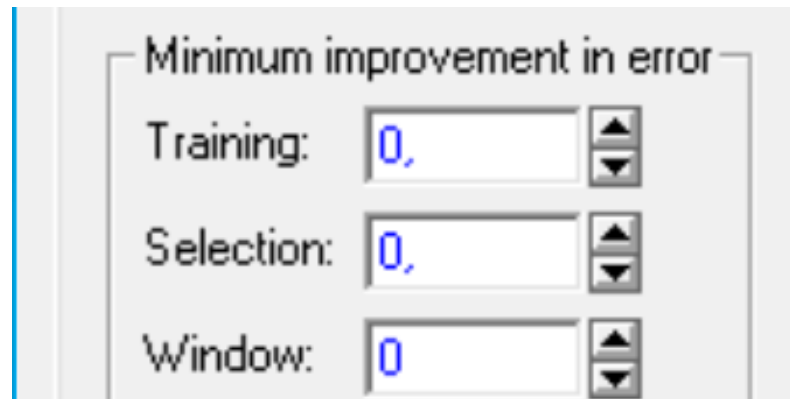 Minimum improvement in error
Training: 0,
Selection: 0,
Window: 0